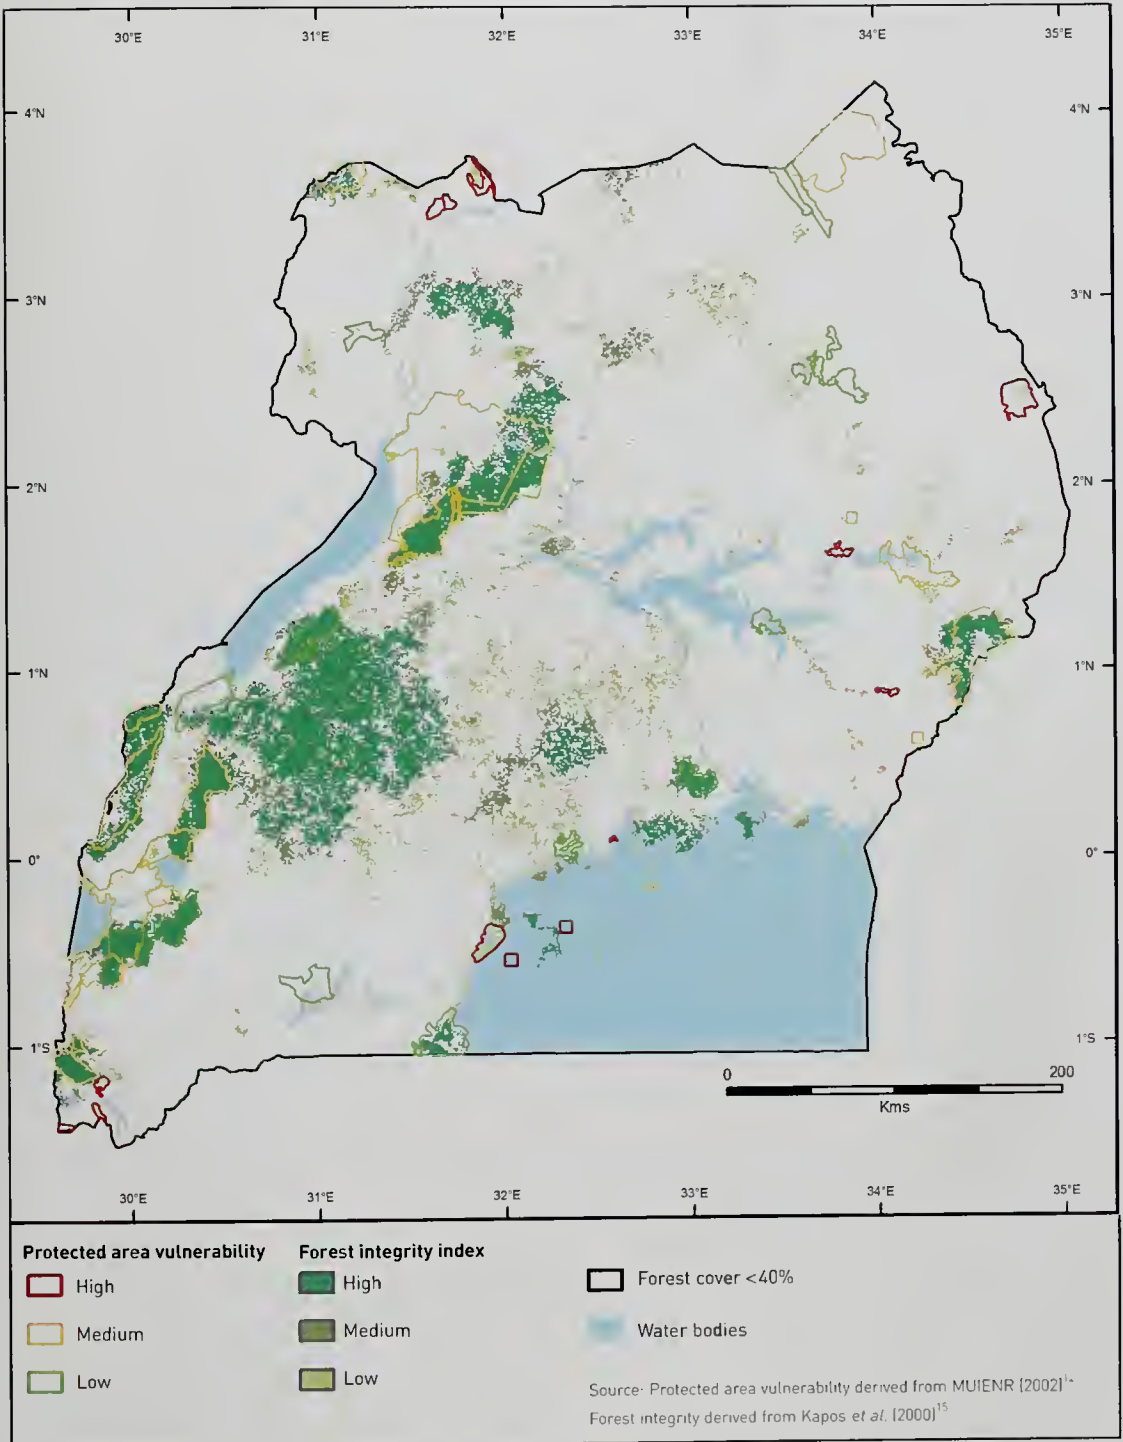 30°E 31°E 32°E 33°E 34°E 35°E
4°N 4°N
3°N 3°N
2°N 2°N
1°N 1°N
0° 0°
1°S 1°S
0 200
Kms
30°E 31°E 32°E 33°E 34°E 35°E
Protected area vulnerability
High
Medium
Low
Forest integrity index
High
Medium
Low
Forest cover <40%
Water bodies
Source: Protected area vulnerability derived from MUIENR (2002)
Forest integrity derived from Kapos et al. (2000)15